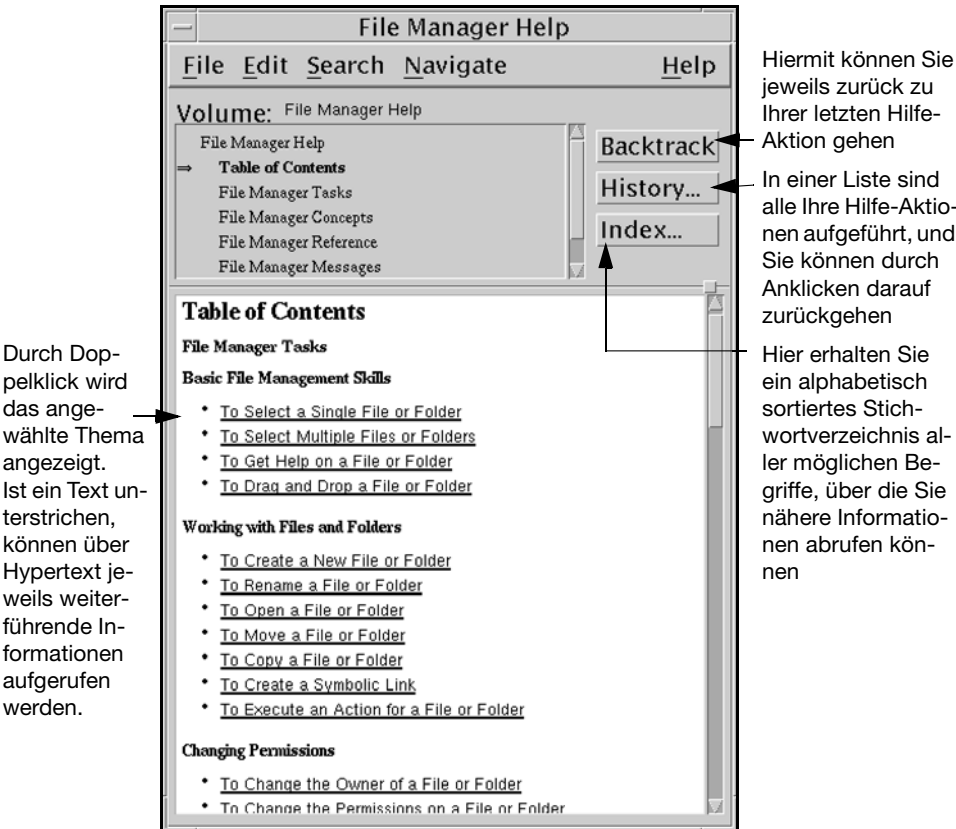 File Manager Help
File Edit Search Navigate Help
Volume: File Manager Help
File Manager Help
⇒ Table of Contents
File Manager Tasks
File Manager Concepts
File Manager Reference
File Manager Messages
Backtrack
History...
Index...
Table of Contents
File Manager Tasks
Basic File Management Skills
• To Select a Single File or Folder
• To Select Multiple Files or Folders
• To Get Help on a File or Folder
• To Drag and Drop a File or Folder
Working with Files and Folders
• To Create a New File or Folder
• To Rename a File or Folder
• To Open a File or Folder
• To Move a File or Folder
• To Copy a File or Folder
• To Create a Symbolic Link
• To Execute an Action for a File or Folder
Changing Permissions
• To Change the Owner of a File or Folder
• To Change the Permissions on a File or Folder
Durch Dop-
pelklick wird
das ange-
wählte Thema
angezeigt.
Ist ein Text un-
terstrichen,
können über
Hypertext je-
weils weiter-
führende In-
formationen
aufgerufen
werden.
Hiermit können Sie
jeweils zurück zu
Ihrer letzten Hilfe-
Aktion gehen
In einer Liste sind
alle Ihre Hilfe-Aktio-
nen aufgeführt, und
Sie können durch
Anklicken darauf
zurückgehen
Hier erhalten Sie
ein alphabetisch
sortiertes Stich-
wortverzeichnis al-
ler möglichen Be-
griffe, über die Sie
nähere Informatio-
nen abrufen kön-
nen